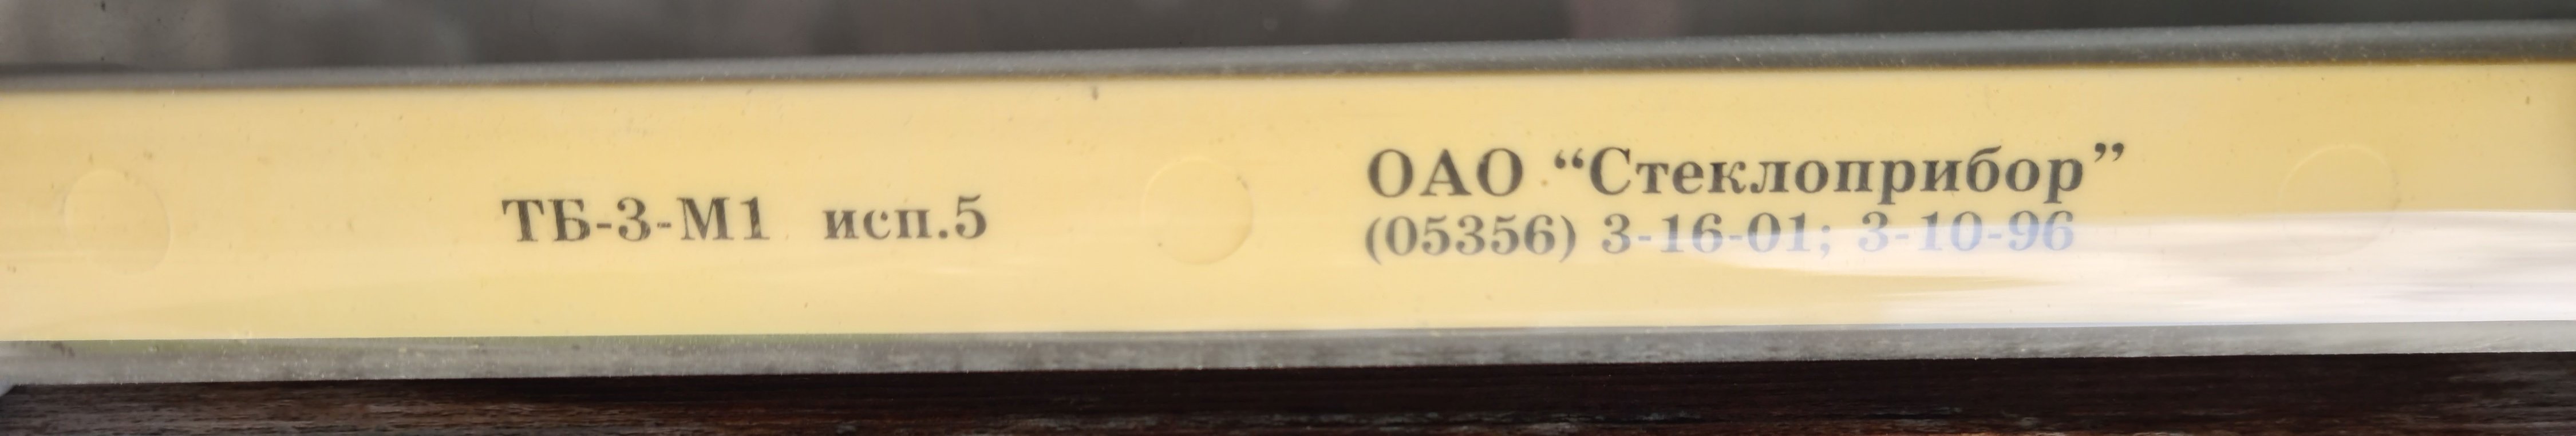 ТБ-3-М1 исп.5
ОАО “Стеклоприбор”
(05356) 3-16-01; 3-10-96